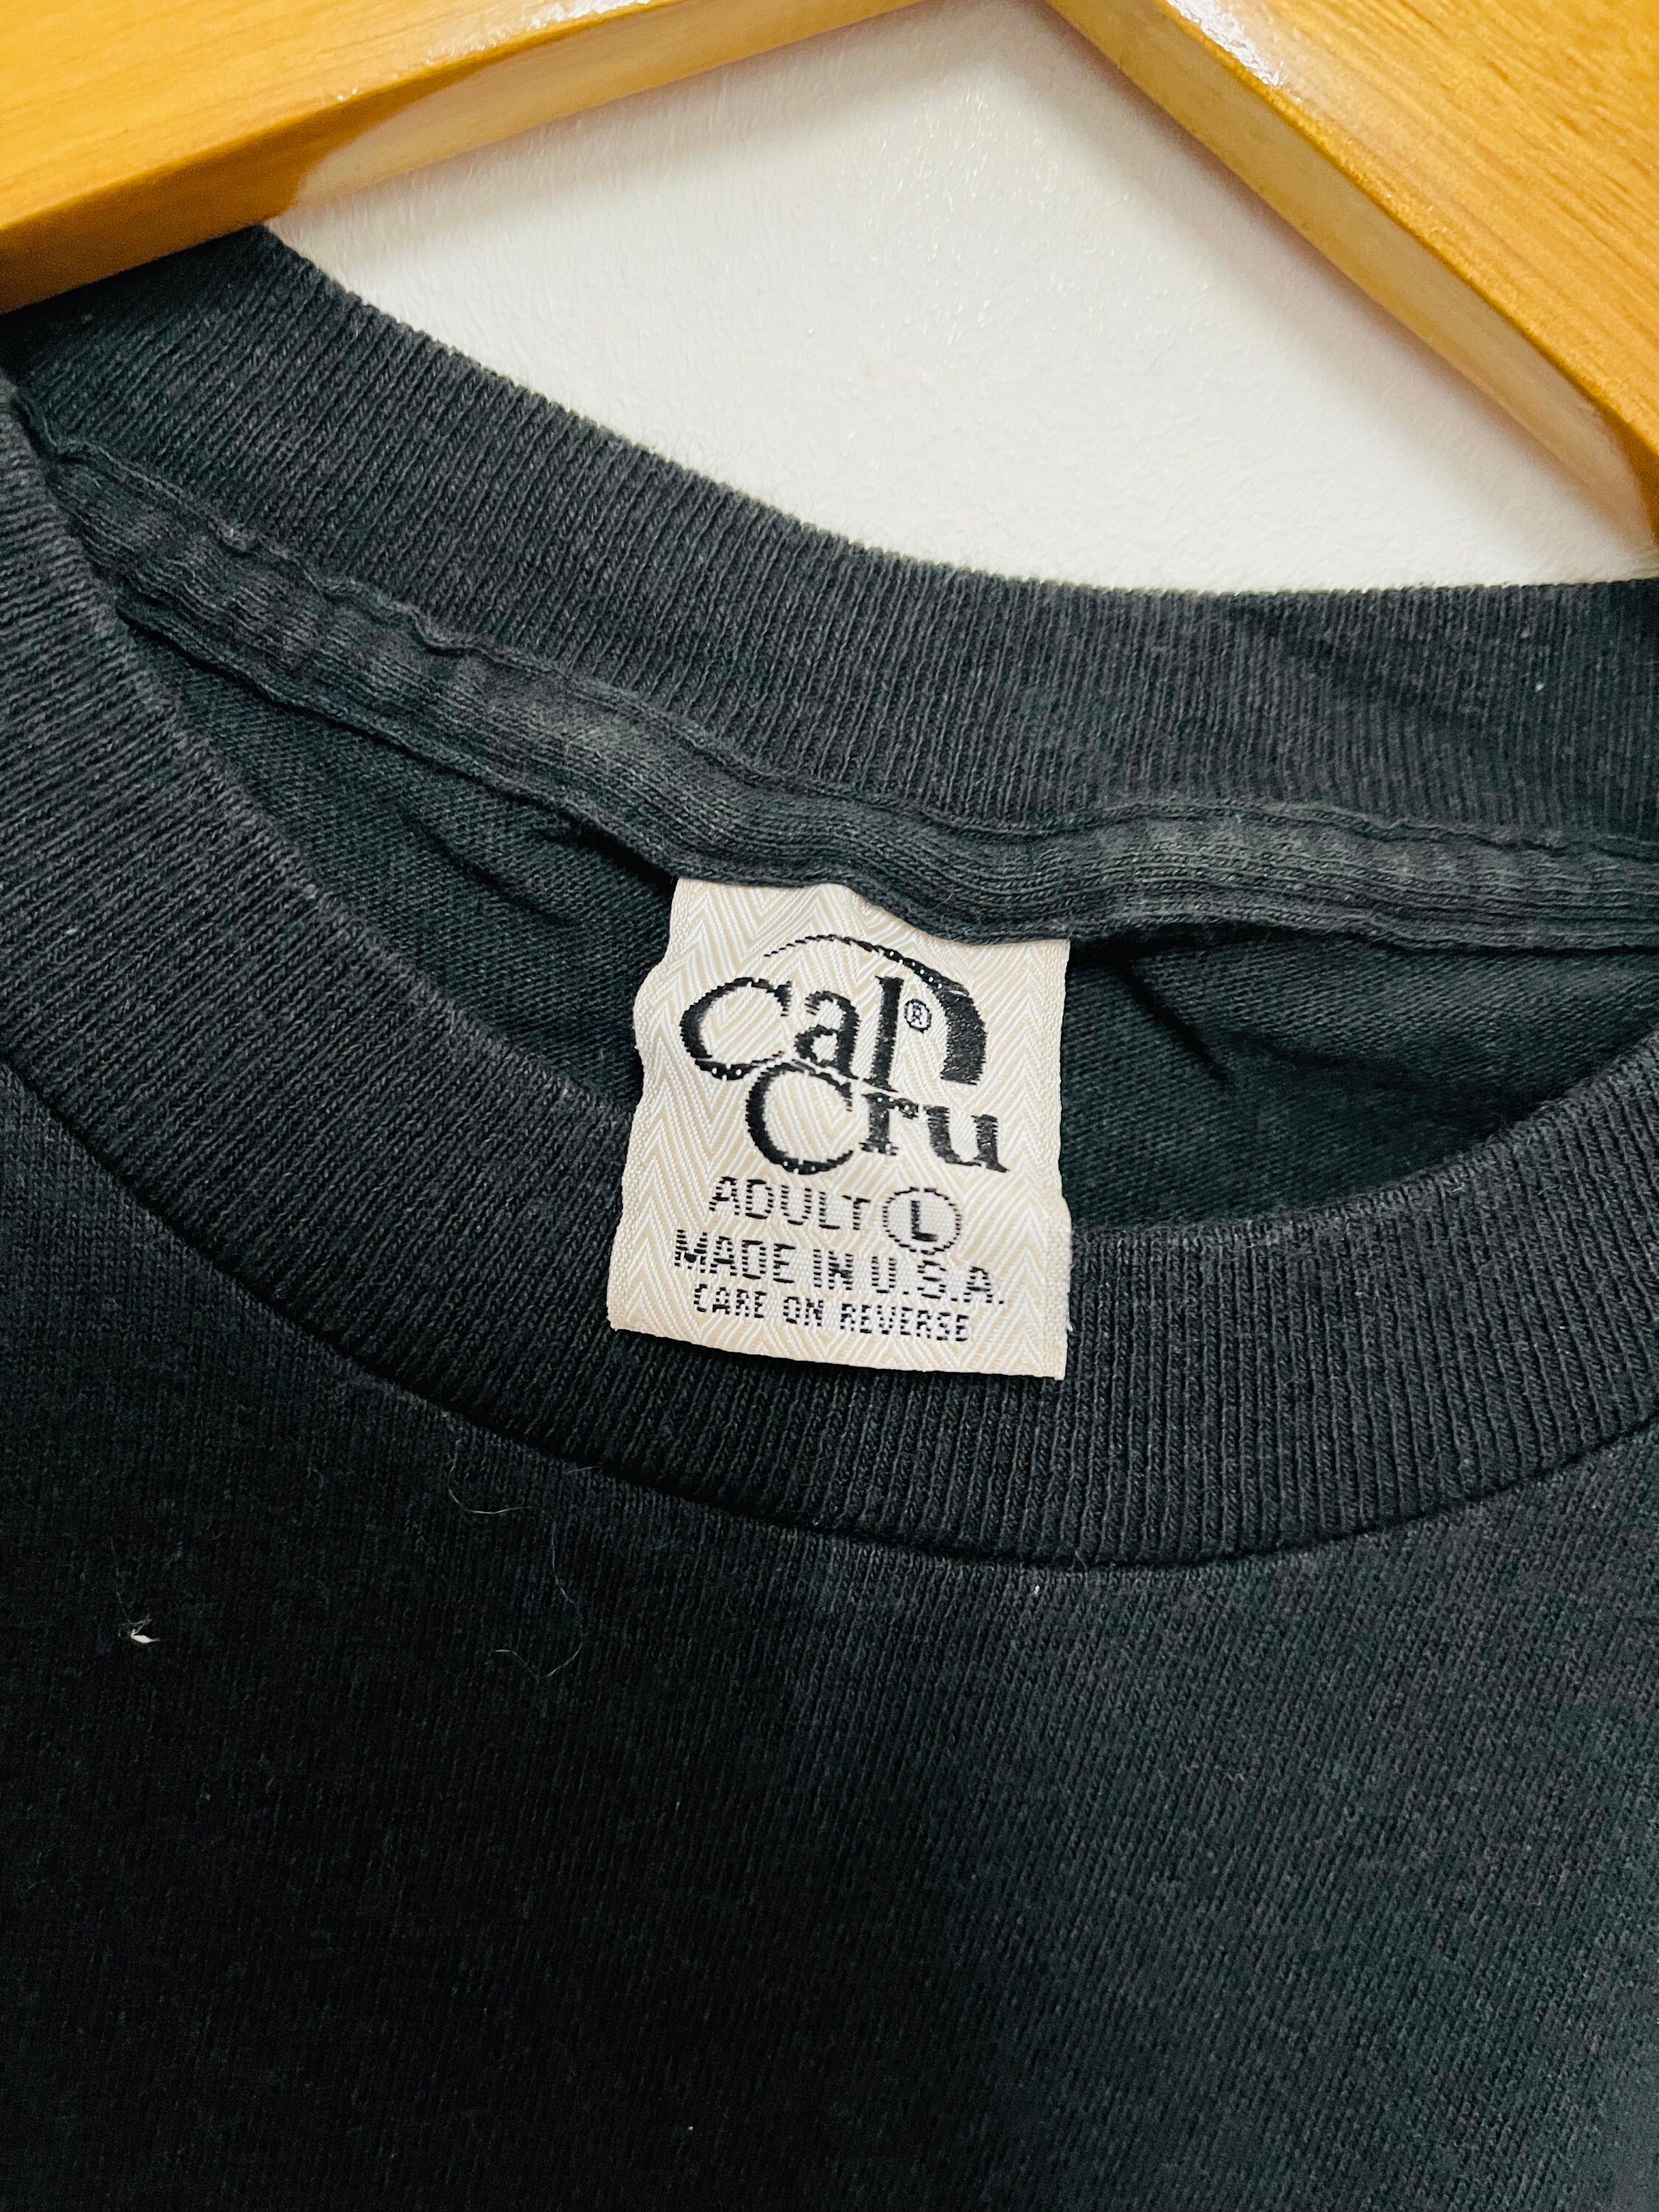 Cal®
Cru
ADULT L
MADE IN U.S.A.
CARE ON REVERSE